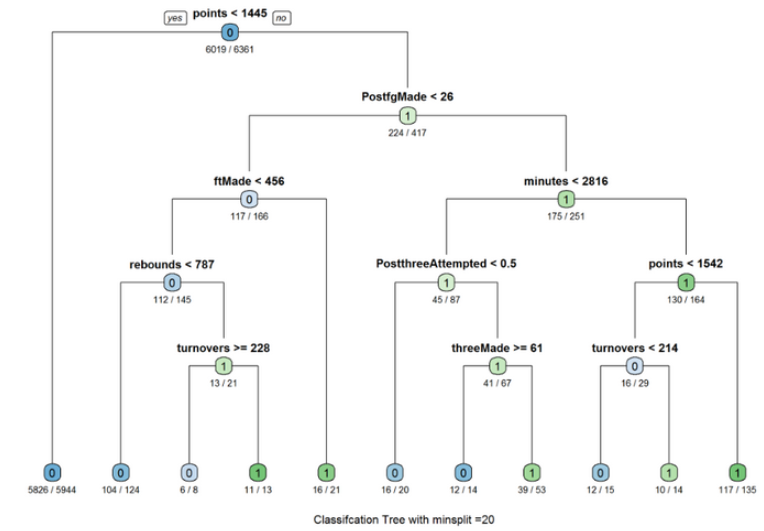 points < 1445
yes no
0
6019 / 6361
PostfgMade < 26
1
224 / 417
ftMade < 456 minutes < 2816
0 1
117 / 166 175 / 251
rebounds < 787 PostthreeAttempted < 0.5 points < 1542
0 1 1
112 / 145 45 / 87 130 / 164
turnovers >= 228 threeMade >= 61 turnovers < 214
1 1 0
13 / 21 41 / 67 16 / 29
0 0 0 1 1 0 0 1 0 1 1
5826 / 5944 104 / 124 6 / 8 11 / 13 16 / 21 16 / 20 12 / 14 39 / 53 12 / 15 10 / 14 117 / 135
Classifcation Tree with minsplit =20